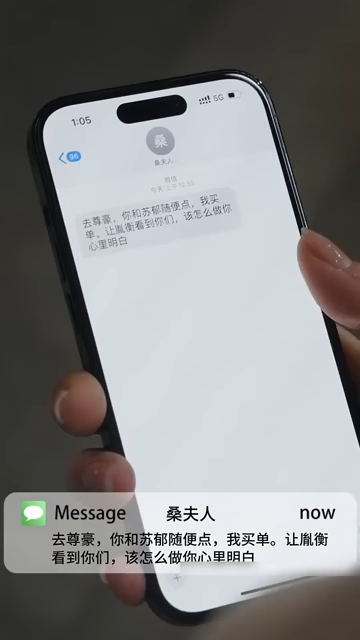 1:05
5G
96
桑
桑夫人
短信
去尊豪，你和苏郁随便点，我买
单。让胤衡看到你们，该怎么做你
心里明白
Message 桑夫人 now
去尊豪，你和苏郁随便点，我买单。让胤衡
看到你们，该怎么做你心里明白